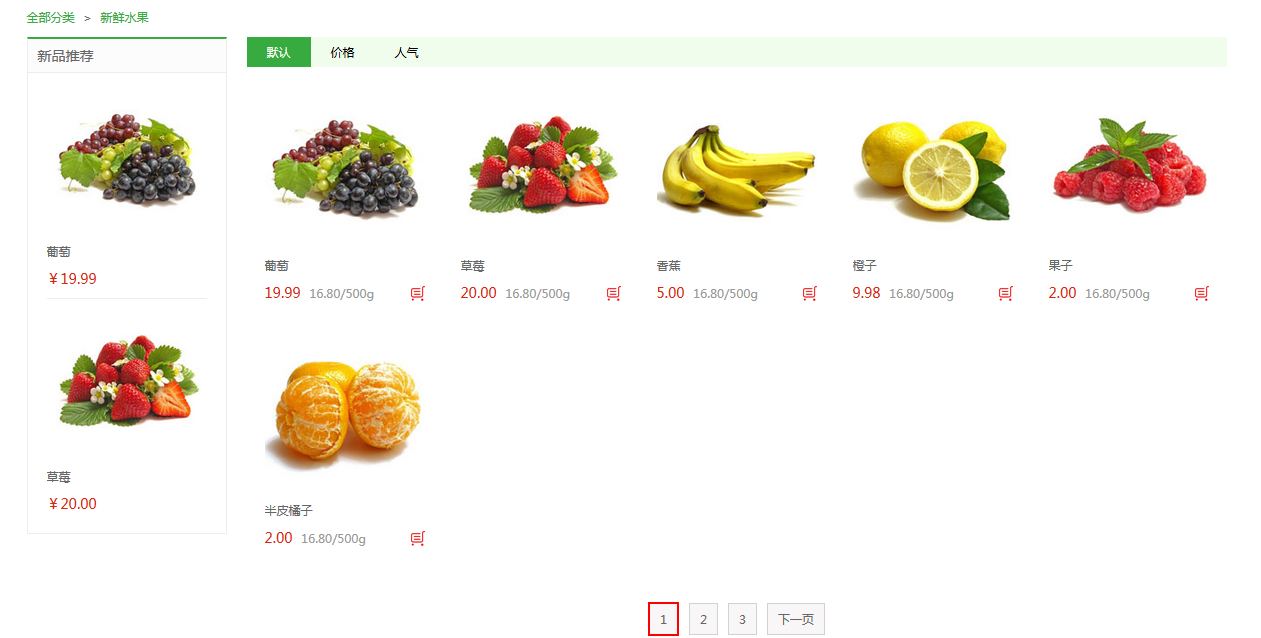 全部分类 > 新鲜水果
新品推荐
葡萄
￥19.99
草莓
￥20.00
默认 价格 人气
葡萄 草莓 香蕉 橙子 果子
19.99 16.80/500g 20.00 16.80/500g 5.00 16.80/500g 9.98 16.80/500g 2.00 16.80/500g
半皮橘子
2.00 16.80/500g
1 2 3 下一页